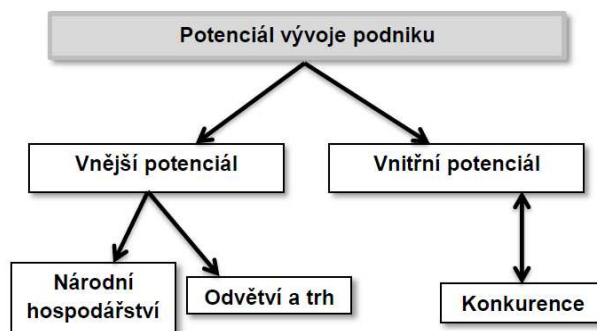 Potenciál vývoje podniku
Vnější potenciál
Vnitřní potenciál
Národní
hospodářství
Odvětví a trh
Konkurence